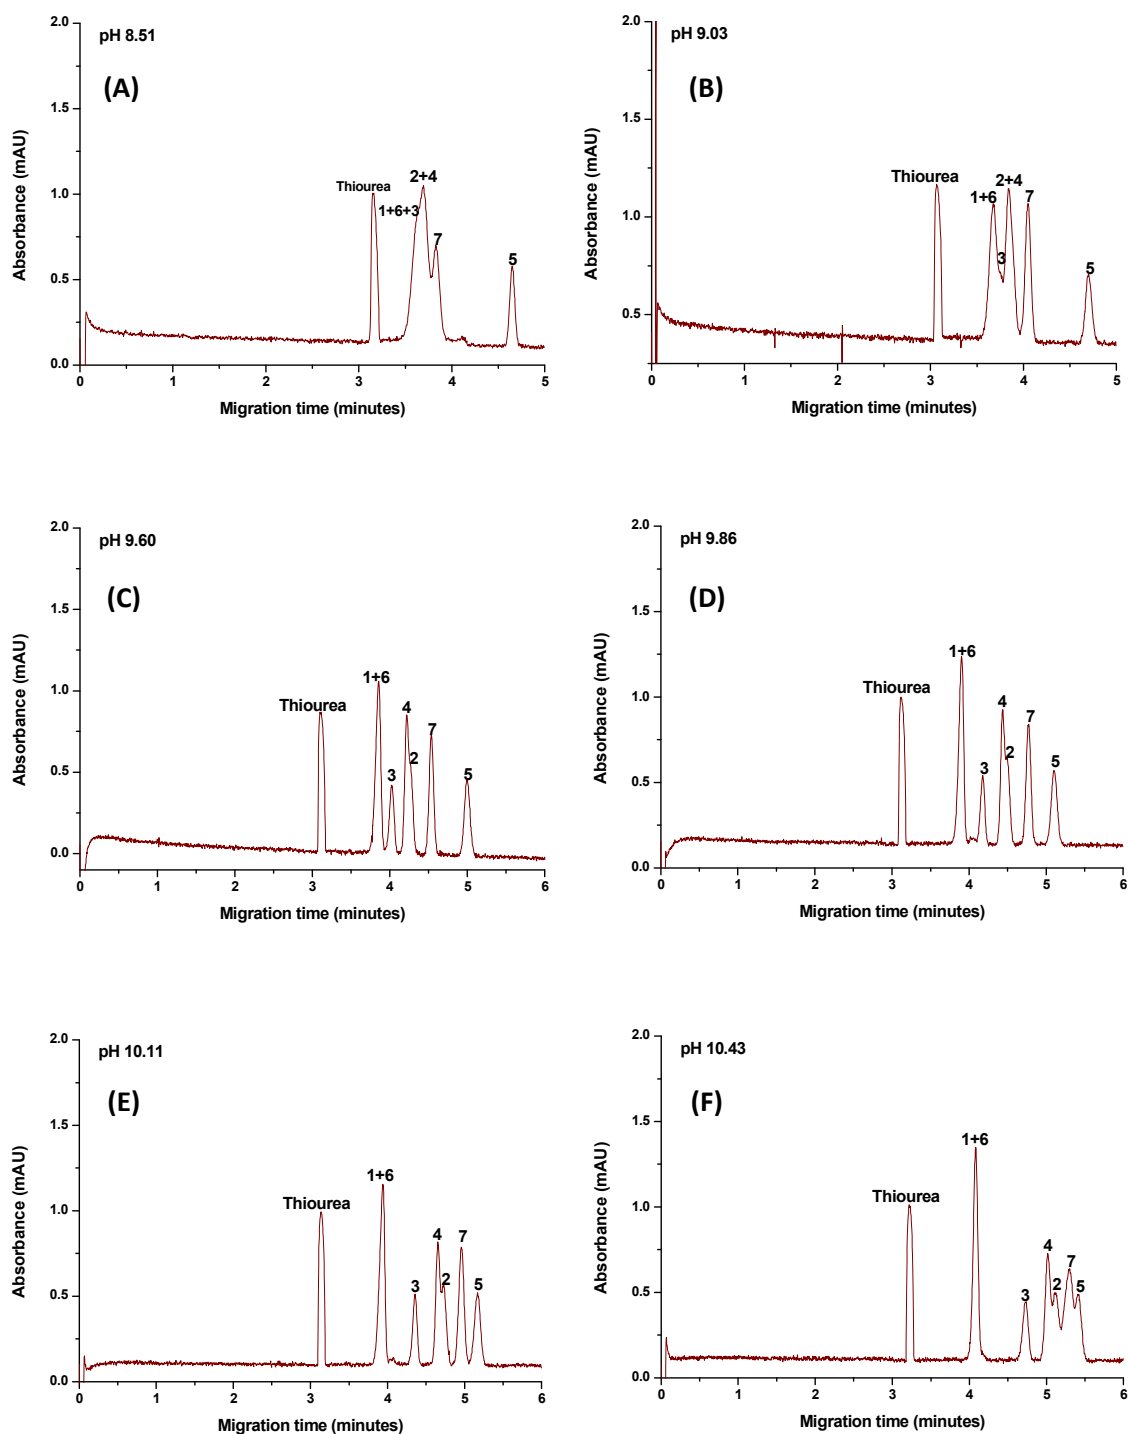 pH 8.51
(A)
Absorbance (mAU)
2.0
1.5
1.0
0.5
0.0
Thiourea
1+6+3
2+4
7
5
0 1 2 3 4 5
Migration time (minutes)
pH 9.03
(B)
Absorbance (mAU)
2.0
1.5
1.0
0.5
Thiourea
1+6
3
2+4
7
5
0 1 2 3 4 5
Migration time (minutes)
pH 9.60
(C)
Absorbance (mAU)
2.0
1.5
1.0
0.5
0.0
Thiourea
1+6
3
4
2
7
5
0 1 2 3 4 5 6
Migration time (minutes)
pH 9.86
(D)
Absorbance (mAU)
2.0
1.5
1.0
0.5
0.0
Thiourea
1+6
3
4
2
7
5
0 1 2 3 4 5 6
Migration time (minutes)
pH 10.11
(E)
Absorbance (mAU)
2.0
1.5
1.0
0.5
0.0
Thiourea
1+6
3
4
2
7
5
0 1 2 3 4 5 6
Migration time (minutes)
pH 10.43
(F)
Absorbance (mAU)
2.0
1.5
1.0
0.5
0.0
Thiourea
1+6
3
4
2
7
5
0 1 2 3 4 5 6
Migration time (minutes)